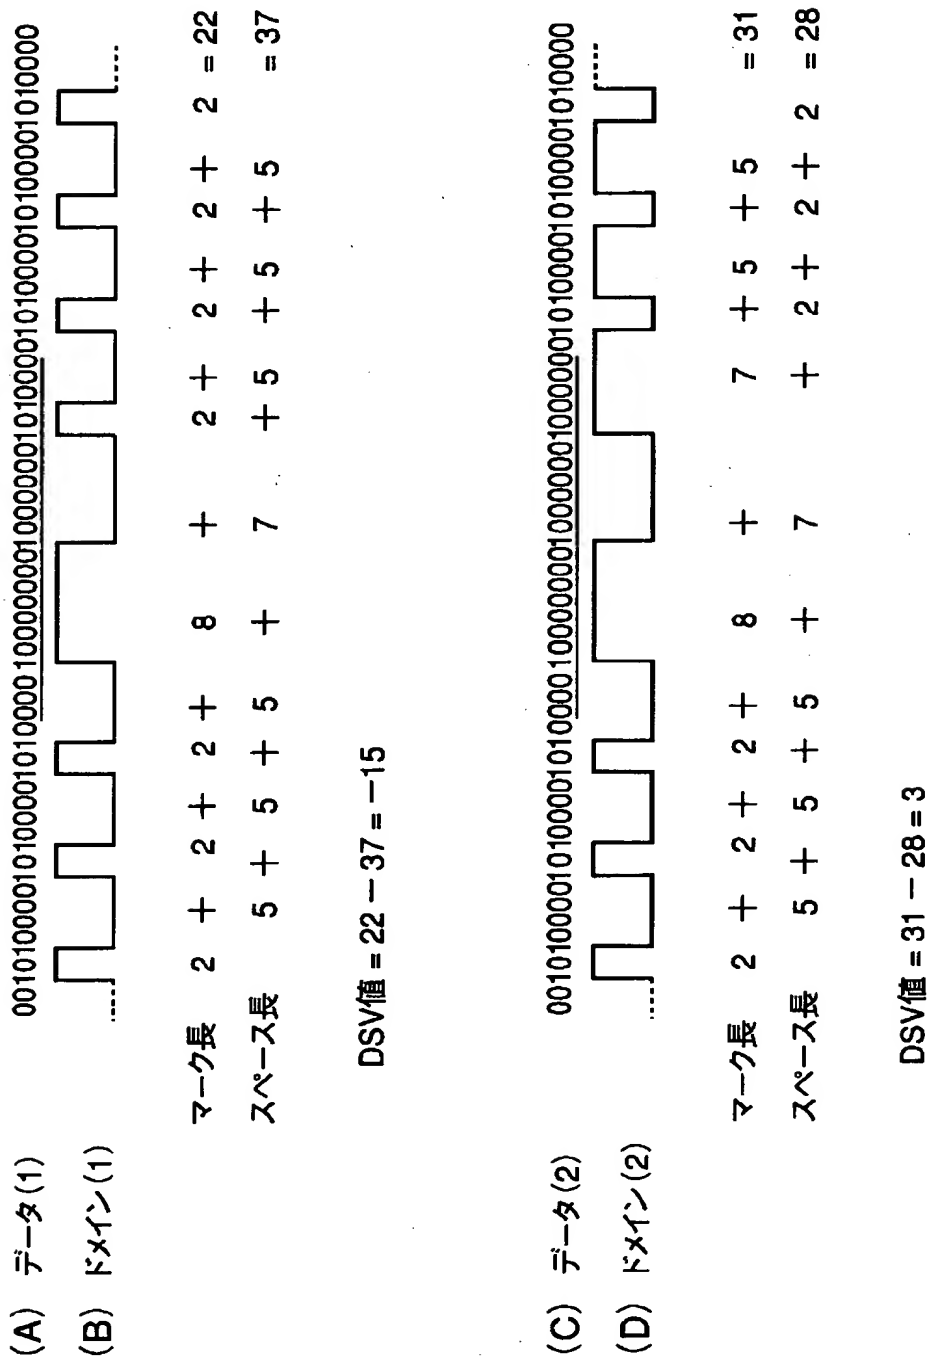 (A) データ(1) 001010000101000010100001000000010000001010000101000010100001010000
(B) ドメイン(1)
マーク長 2 + 2 + 2 + 8 + 2 + 2 + 2 + 2 = 22
スペース長 5 + 5 + 5 + 7 + 5 + 5 + 5 = 37
DSV値 = 22 − 37 = −15
(C) データ(2) 001010000101000010100001000000010000001000000101000010100001010000
(D) ドメイン(2)
マーク長 2 + 2 + 2 + 8 + 7 + 5 + 5 = 31
スペース長 5 + 5 + 5 + 7 + 2 + 2 + 2 = 28
DSV値 = 31 − 28 = 3